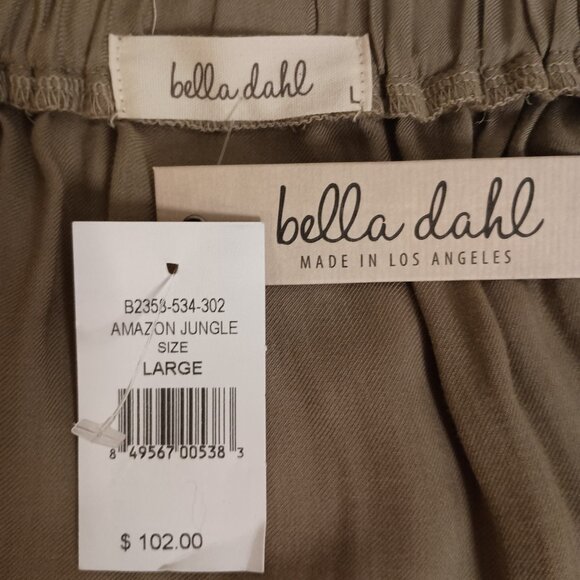 bella dahl
L
bella dahl
MADE IN LOS ANGELES
B2358-534-302
AMAZON JUNGLE
SIZE
LARGE
8 49567 00538 3
$ 102.00